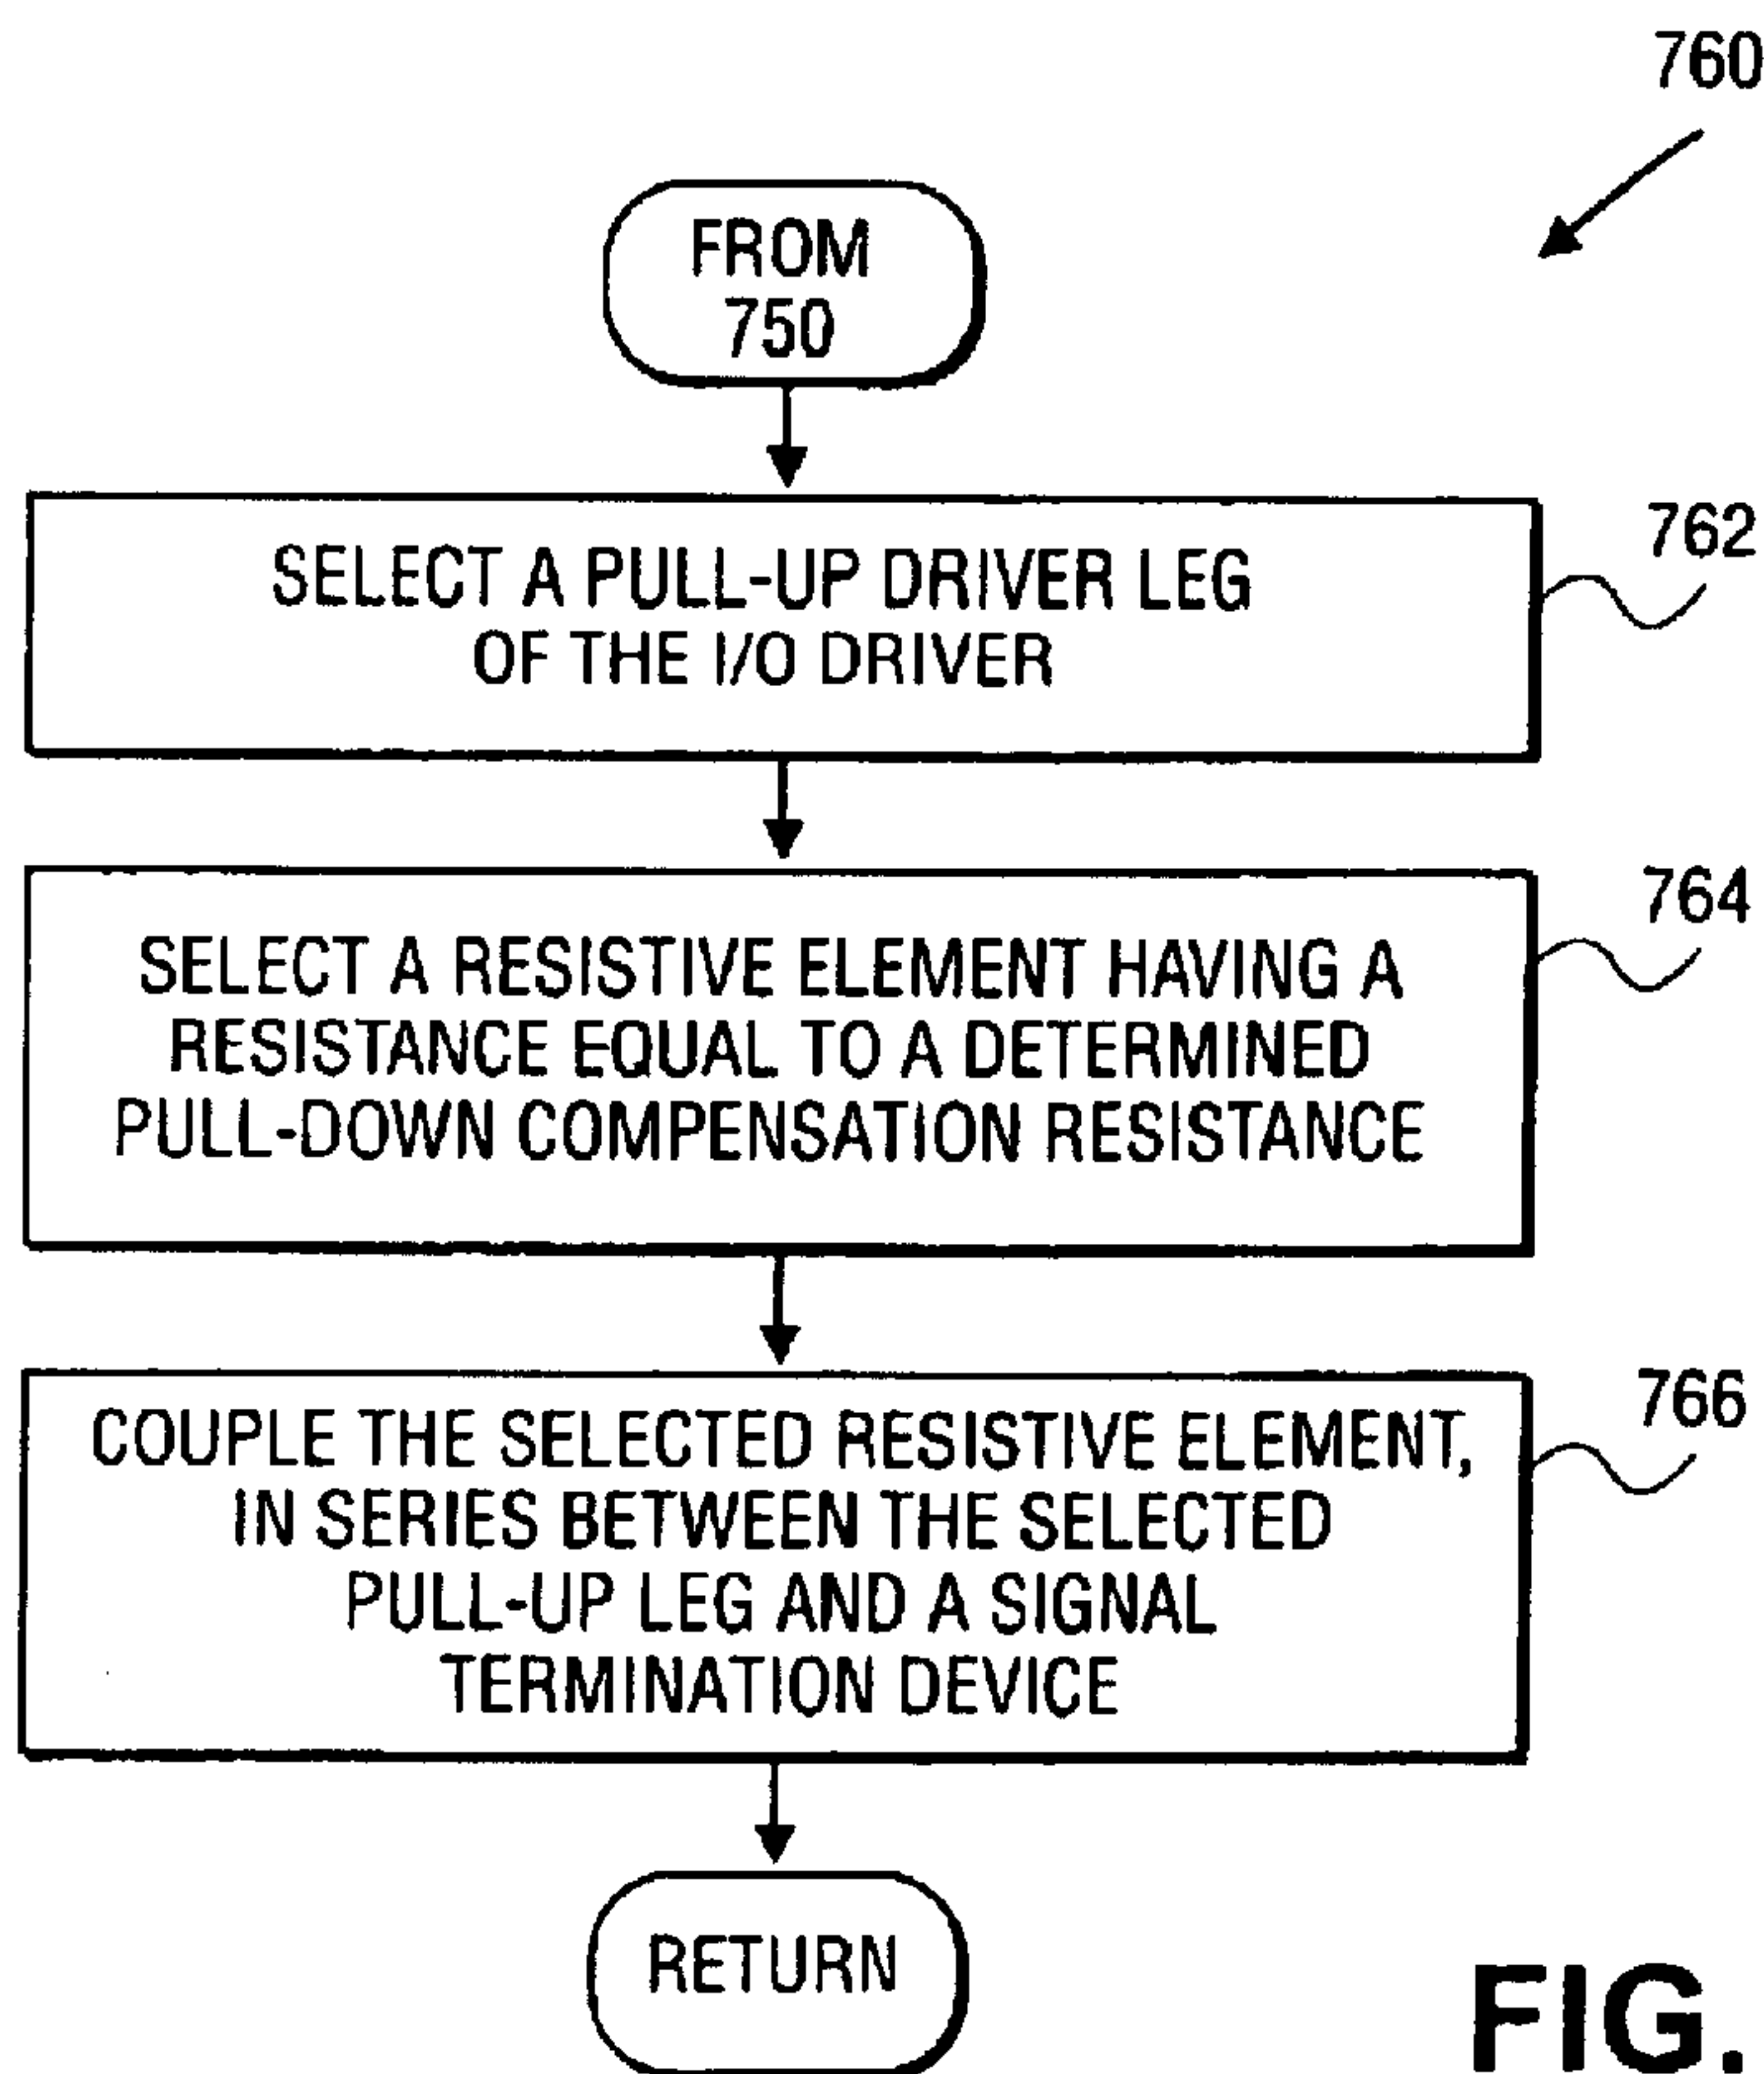 760
FROM
750
762
SELECT A PULL-UP DRIVER LEG
OF THE I/O DRIVER
764
SELECT A RESISTIVE ELEMENT HAVING A
RESISTANCE EQUAL TO A DETERMINED
PULL-DOWN COMPENSATION RESISTANCE
766
COUPLE THE SELECTED RESISTIVE ELEMENT,
IN SERIES BETWEEN THE SELECTED
PULL-UP LEG AND A SIGNAL
TERMINATION DEVICE
RETURN
FIG.